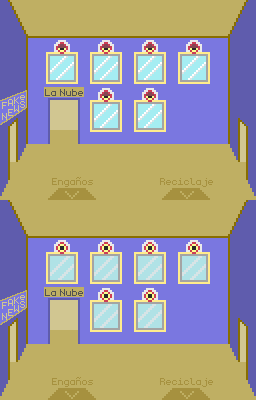 La Nube
FAKE
NEWS
Engaños
Reciclaje
La Nube
FAKE
NEWS
Engaños
Reciclaje